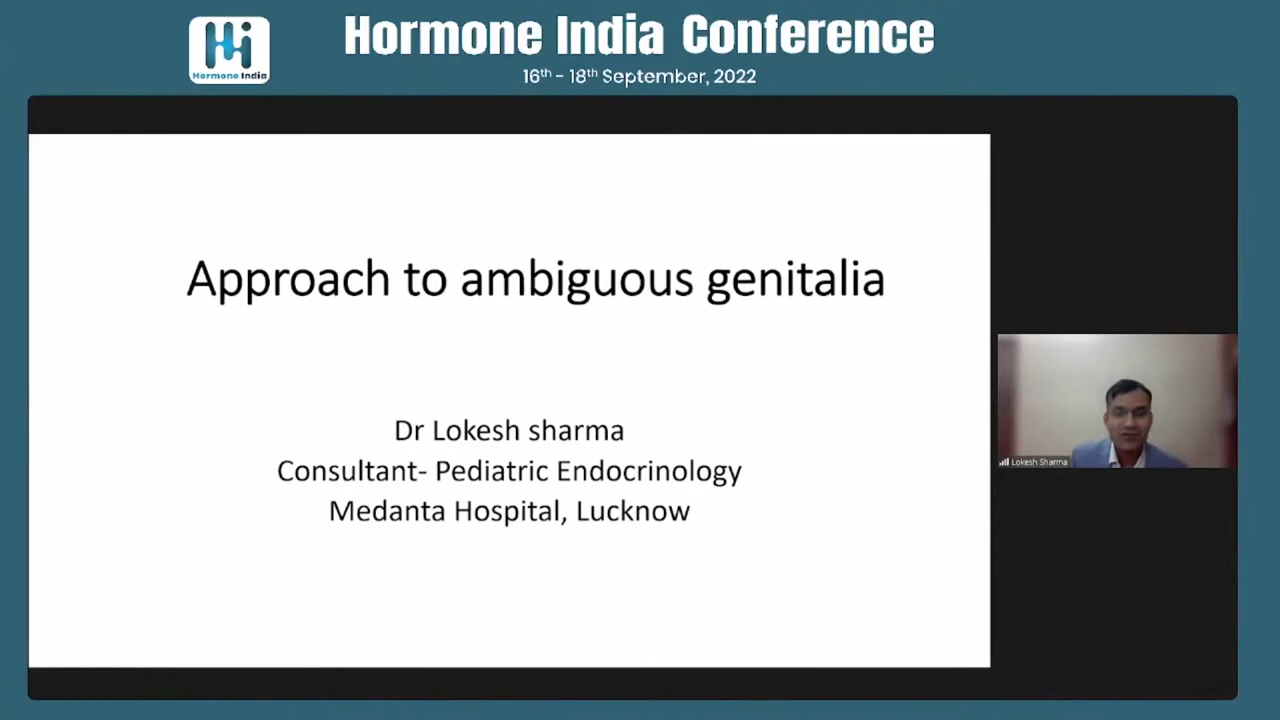 Hormone India Conference
16th - 18th September, 2022
Hi
Hormone India
Approach to ambiguous genitalia
Dr Lokesh sharma
Consultant- Pediatric Endocrinology
Medanta Hospital, Lucknow
Lokesh Sharma